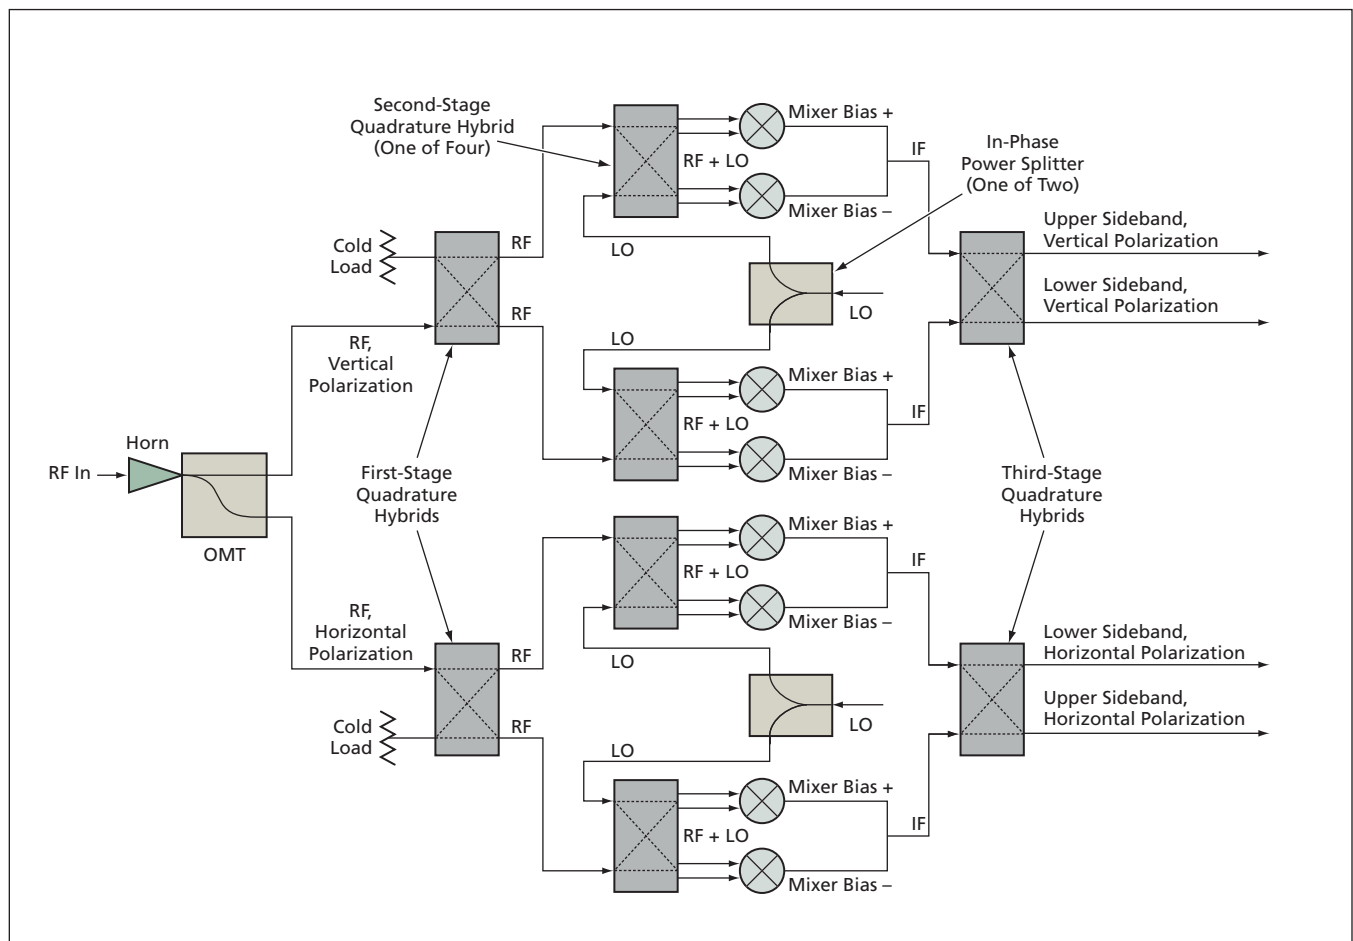 Second-Stage
Quadrature Hybrid
(One of Four)
Mixer Bias +
RF + LO
Mixer Bias –
IF
In-Phase
Power Splitter
(One of Two)
Cold
Load
RF
LO
Upper Sideband,
Vertical Polarization
LO
Lower Sideband,
Vertical Polarization
RF
RF,
Vertical
Polarization
LO
Mixer Bias +
RF + LO
Mixer Bias –
IF
Horn
RF In
OMT
First-Stage
Quadrature
Hybrids
Third-Stage
Quadrature
Hybrids
Mixer Bias +
RF + LO
Mixer Bias –
IF
RF,
Horizontal
Polarization
RF
LO
Lower Sideband,
Horizontal Polarization
Cold
Load
RF
LO
Upper Sideband,
Horizontal Polarization
LO
Mixer Bias +
RF + LO
Mixer Bias –
IF